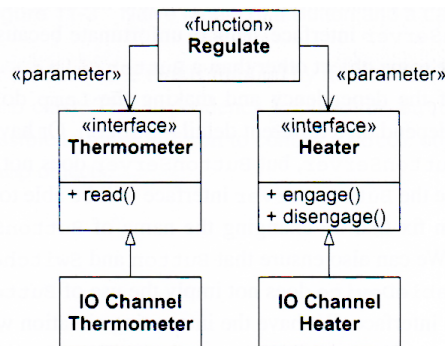 «function»
Regulate
«parameter»
«parameter»
«interface»
Thermometer
+ read()
«interface»
Heater
+ engage()
+ disengage()
IO Channel
Thermometer
IO Channel
Heater